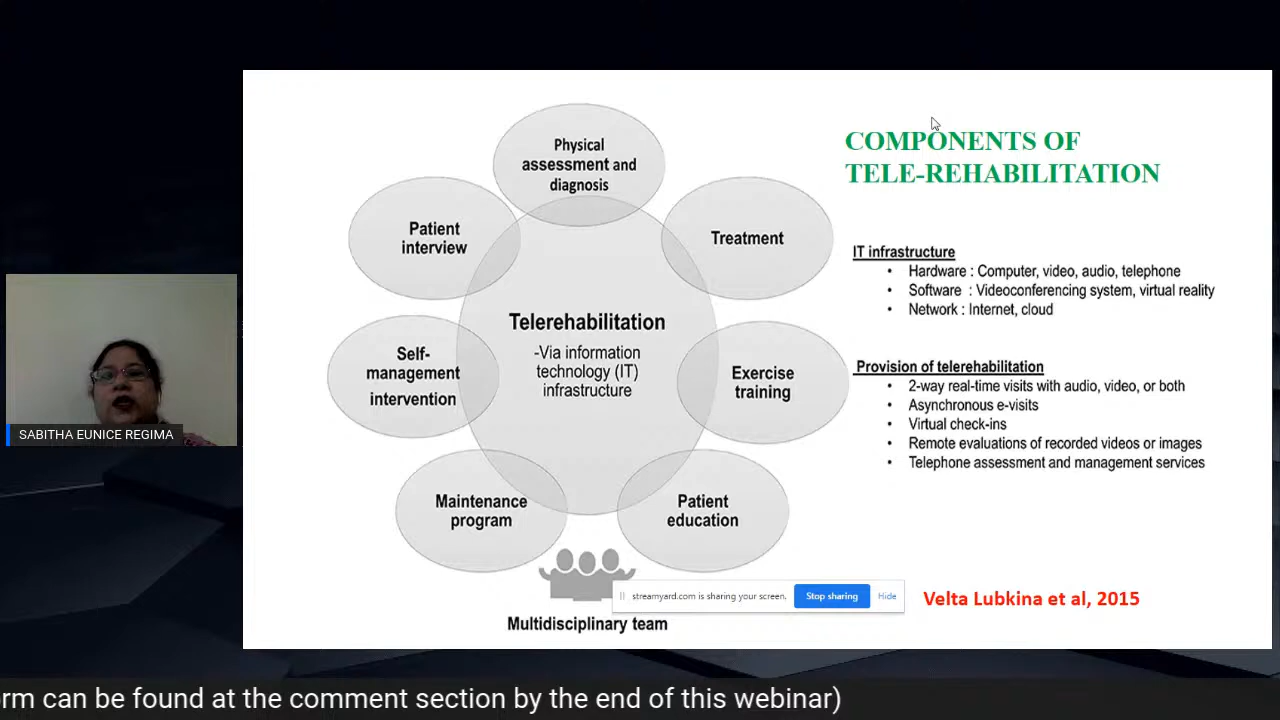 COMPONENTS OF
TELE-REHABILITATION
Physical
assessment and
diagnosis
Patient
interview
Treatment
Self-
management
intervention
Telerehabilitation
-Via information
technology (IT)
infrastructure
Exercise
training
Maintenance
program
Patient
education
Multidisciplinary team
IT infrastructure
• Hardware : Computer, video, audio, telephone
• Software : Videoconferencing system, virtual reality
• Network : Internet, cloud
Provision of telerehabilitation
• 2-way real-time visits with audio, video, or both
• Asynchronous e-visits
• Virtual check-ins
• Remote evaluations of recorded videos or images
• Telephone assessment and management services
Velta Lubkina et al, 2015
streamyard.com is sharing your screen. Stop sharing Hide
SABITHA EUNICE REGIMA
orm can be found at the comment section by the end of this webinar)